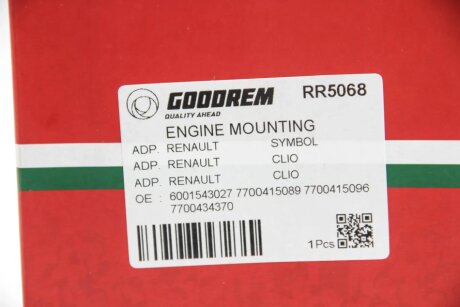 GOODREM RR5068
QUALITY AHEAD
ENGINE MOUNTING
ADP. RENAULT SYMBOL
ADP. RENAULT CLIO
ADP. RENAULT CLIO
OE : 6001543027 7700415089 7700415096
7700434370
1Pcs